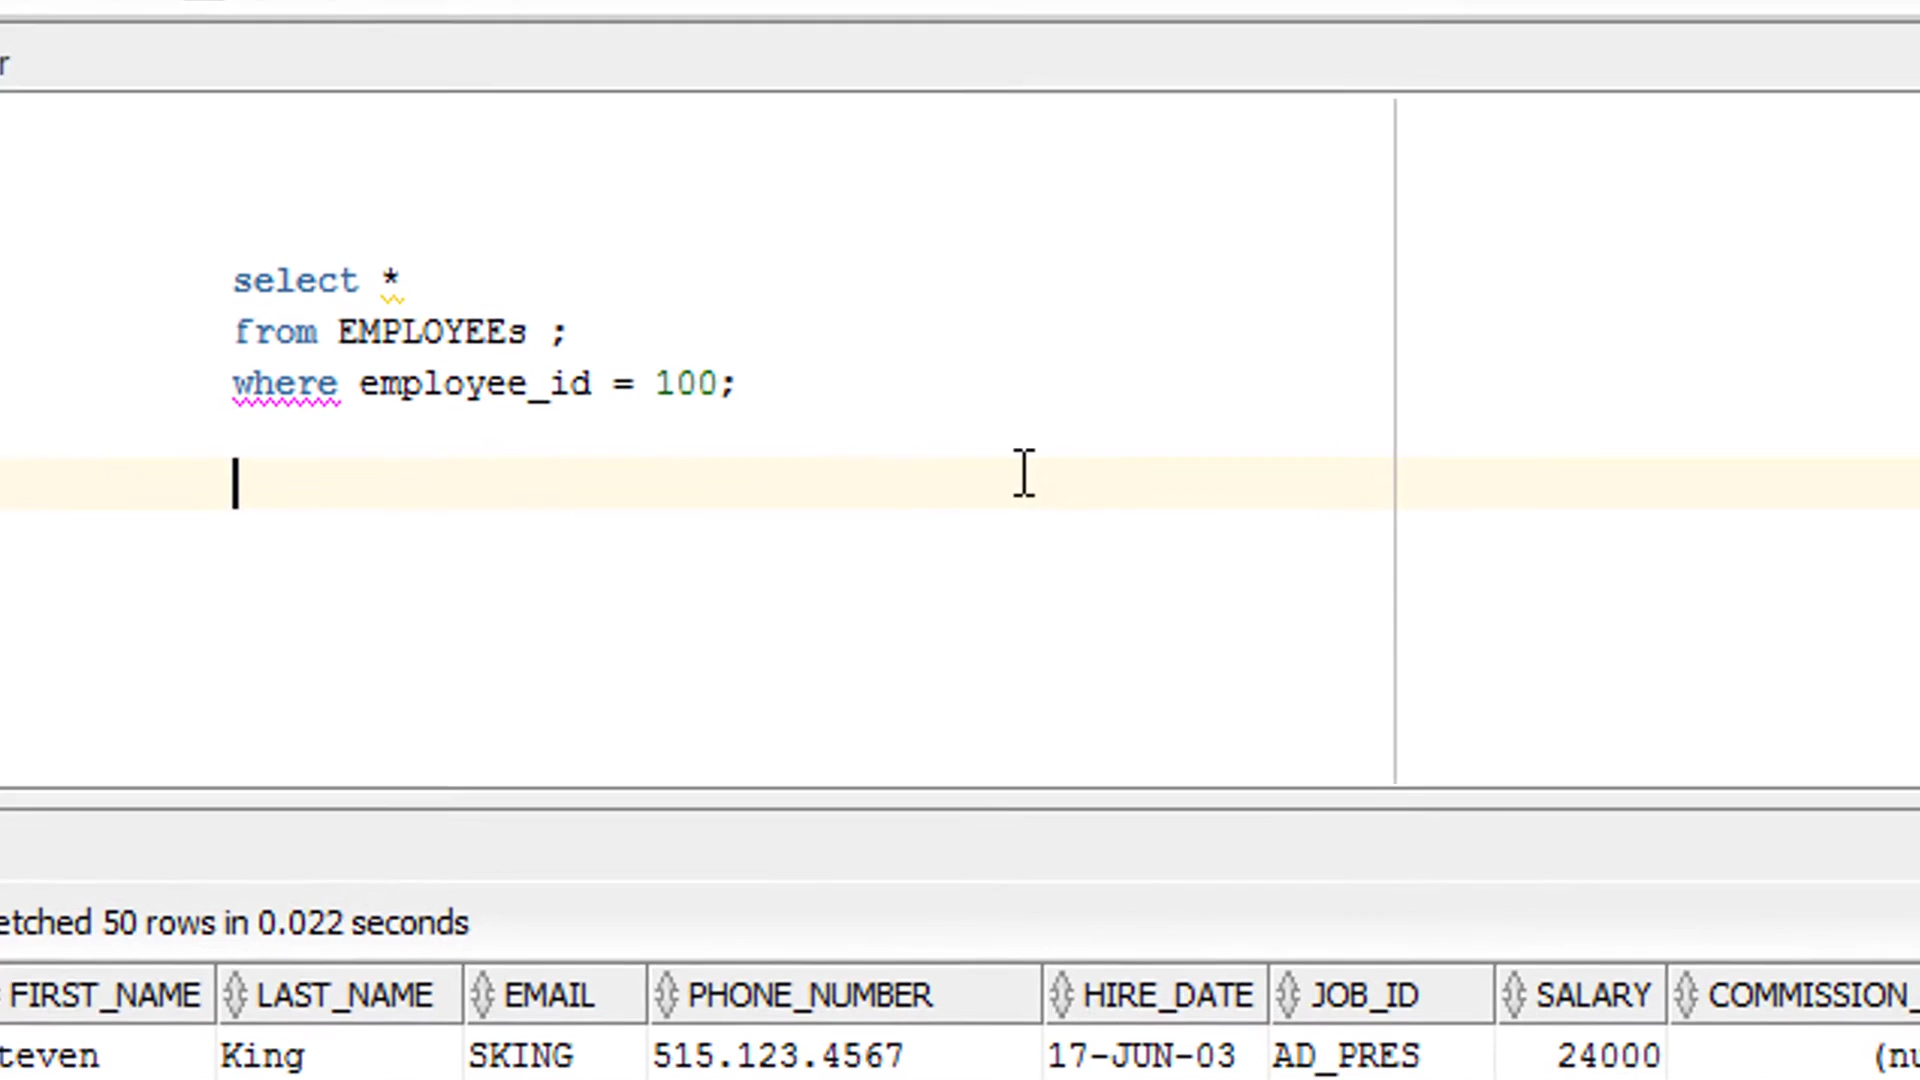 r
select *
from EMPLOYEEs ;
where employee_id = 100;
etched 50 rows in 0.022 seconds
FIRST_NAME LAST_NAME EMAIL PHONE_NUMBER HIRE_DATE JOB_ID SALARY COMMISSION_
teven King SKING 515.123.4567 17-JUN-03 AD_PRES 24000 (nu